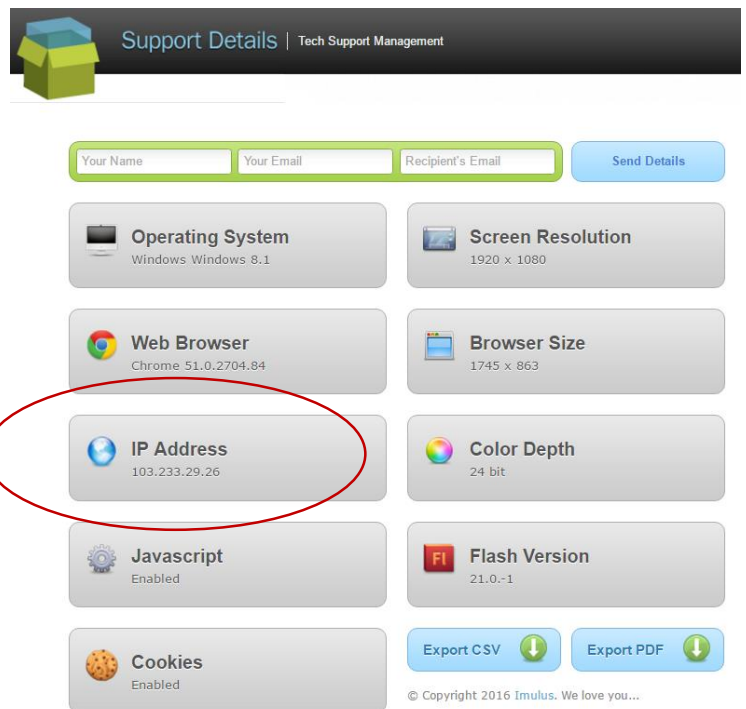 Support Details | Tech Support Management
Your Name
Your Email
Recipient's Email
Send Details
Operating System
Windows Windows 8.1
Screen Resolution
1920 x 1080
Web Browser
Chrome 51.0.2704.84
Browser Size
1745 x 863
IP Address
103.233.29.26
Color Depth
24 bit
Javascript
Enabled
Fl
Flash Version
21.0.-1
Cookies
Enabled
Export CSV
Export PDF
© Copyright 2016 Imulus. We love you...